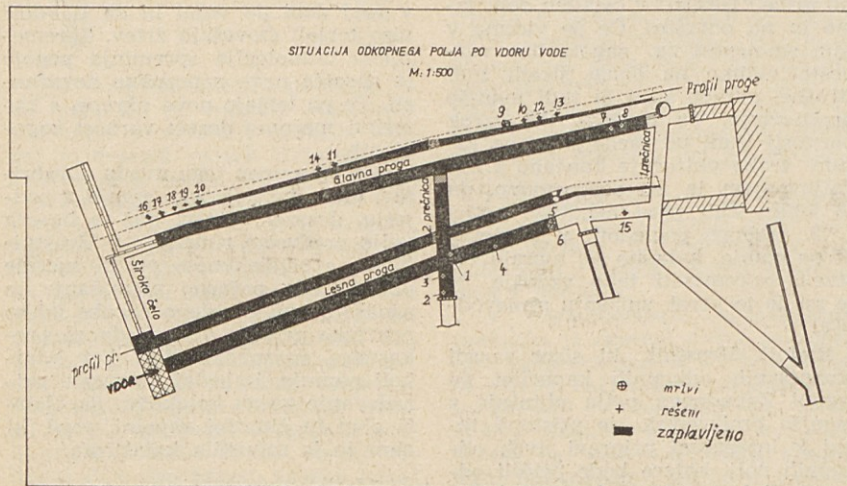 SITUACIJA ODKOPNEGA POLJA PO VDORU VODE
M: 1:500
Profil proge
9 10 12 13
7 8
1. prečnica
14 11
Glavna proga
2 prečnica
16 17 18 19 20
široko čelo
Lesna proga
5
6
15
1
4
3
2
profil pr.
VDOR
mrtvi
rešeni
zaplavljeno